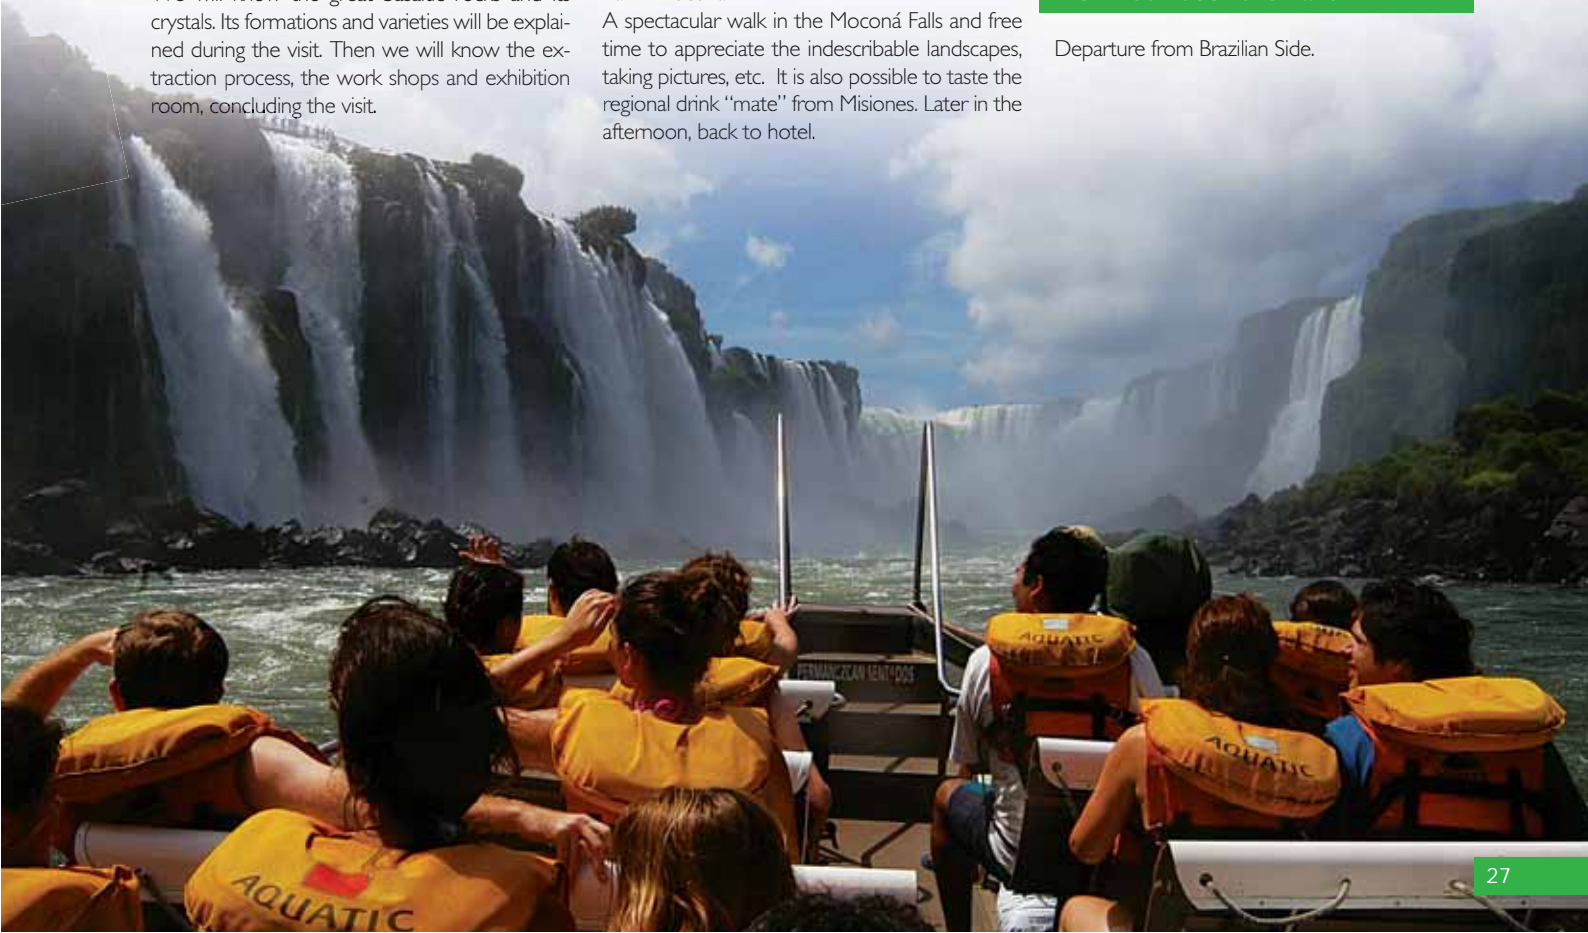 crystals. Its formations and varieties will be explai-
ned during the visit. Then we will know the ex-
traction process, the work shops and exhibition
room, concluding the visit.
A spectacular walk in the Moconá Falls and free
time to appreciate the indescribable landscapes,
taking pictures, etc. It is also possible to taste the
regional drink “mate” from Misiones. Later in the
afternoon, back to hotel.
Departure from Brazilian Side.
AQUATIC
AQUATIC
AQUATIC
27